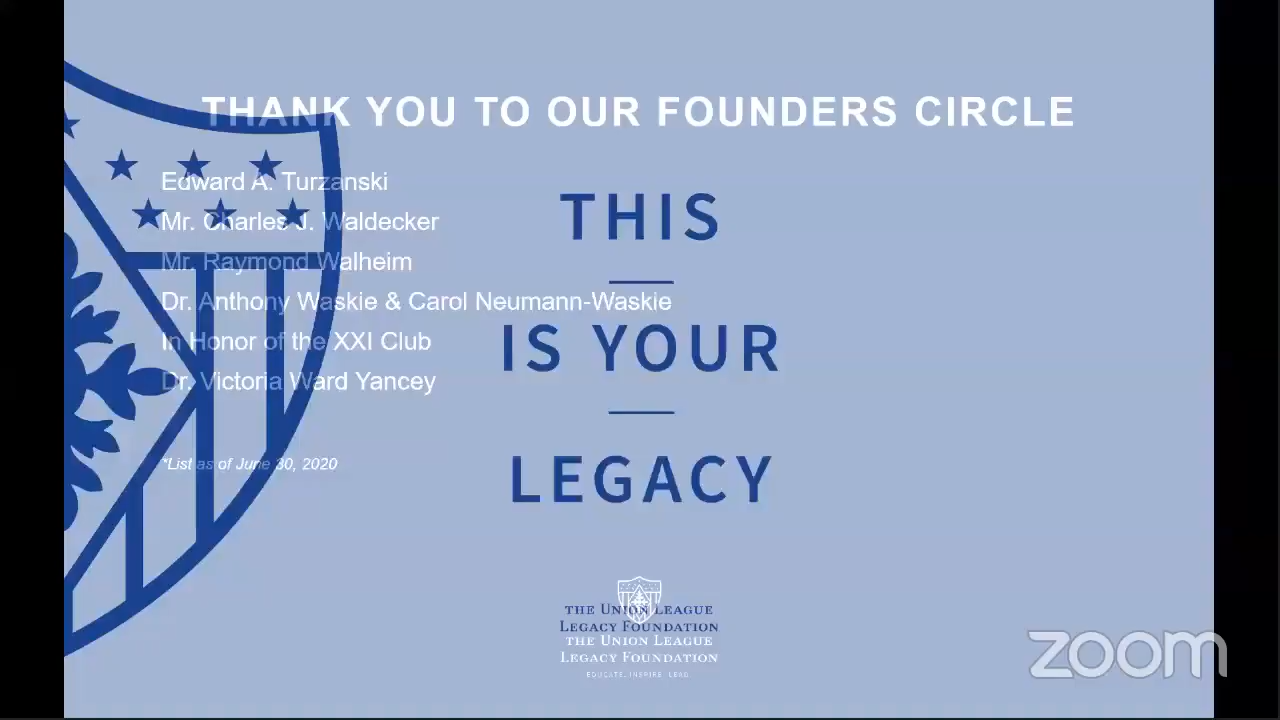 THANK YOU TO OUR FOUNDERS CIRCLE
Edward A. Turzanski
Mr. Charles J. Waldecker
Mr. Raymond Walheim
Dr. Anthony Waskie & Carol Neumann-Waskie
In Honor of the XXI Club
Dr. Victoria Ward Yancey
*List as of June 30, 2020
THIS
IS YOUR
LEGACY
THE UNION LEAGUE
LEGACY FOUNDATION
THE UNION LEAGUE
LEGACY FOUNDATION
EDUCATE. INSPIRE. LEAD.
zoom